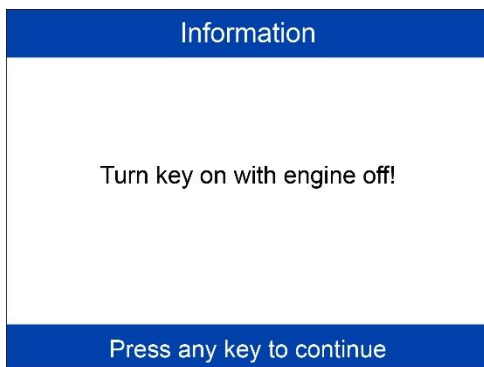 Information
Turn key on with engine off!
Press any key to continue